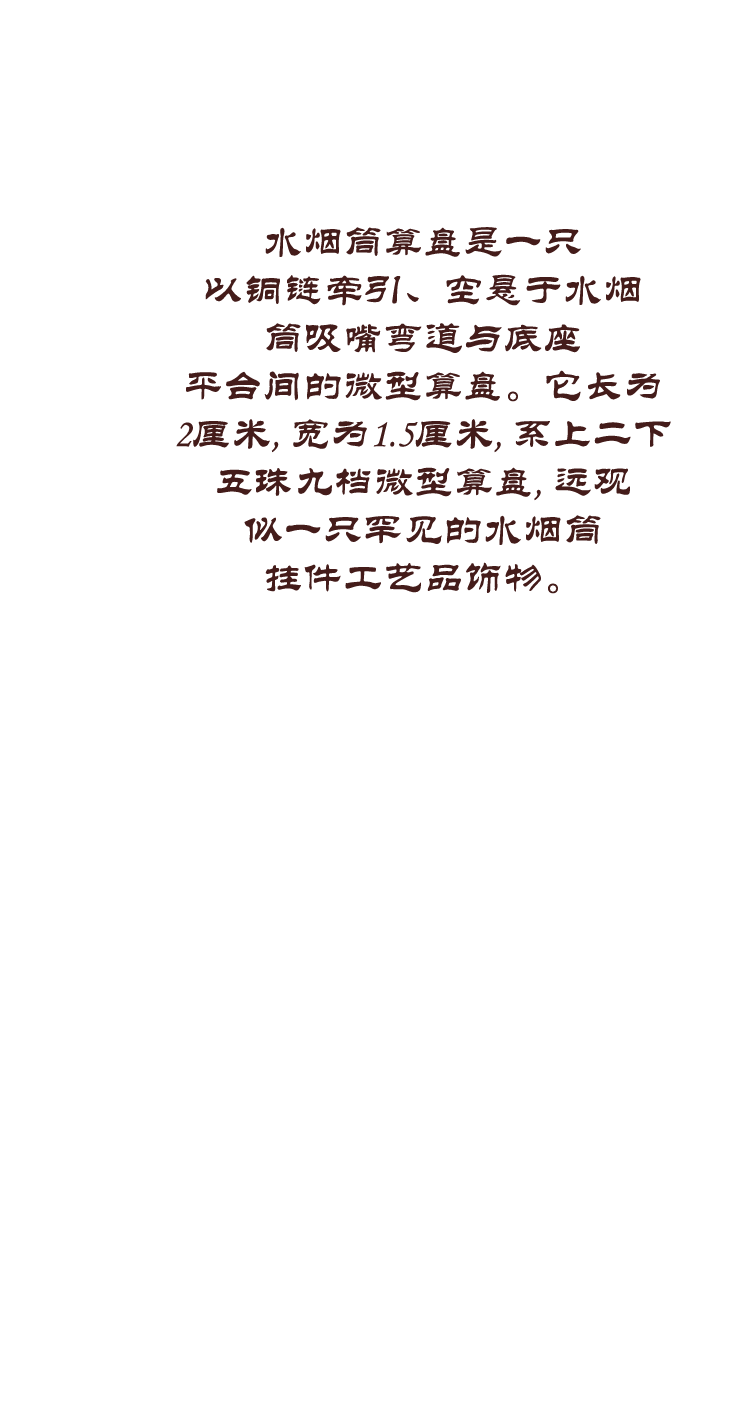 水烟筒算盘是一只
以铜链牵引、空悬于水烟
筒吸嘴弯道与底座
平台间的微型算盘。它长为
2厘米, 宽为1.5厘米, 系上二下
五珠九档微型算盘, 远观
似一只罕见的水烟筒
挂件工艺品饰物。